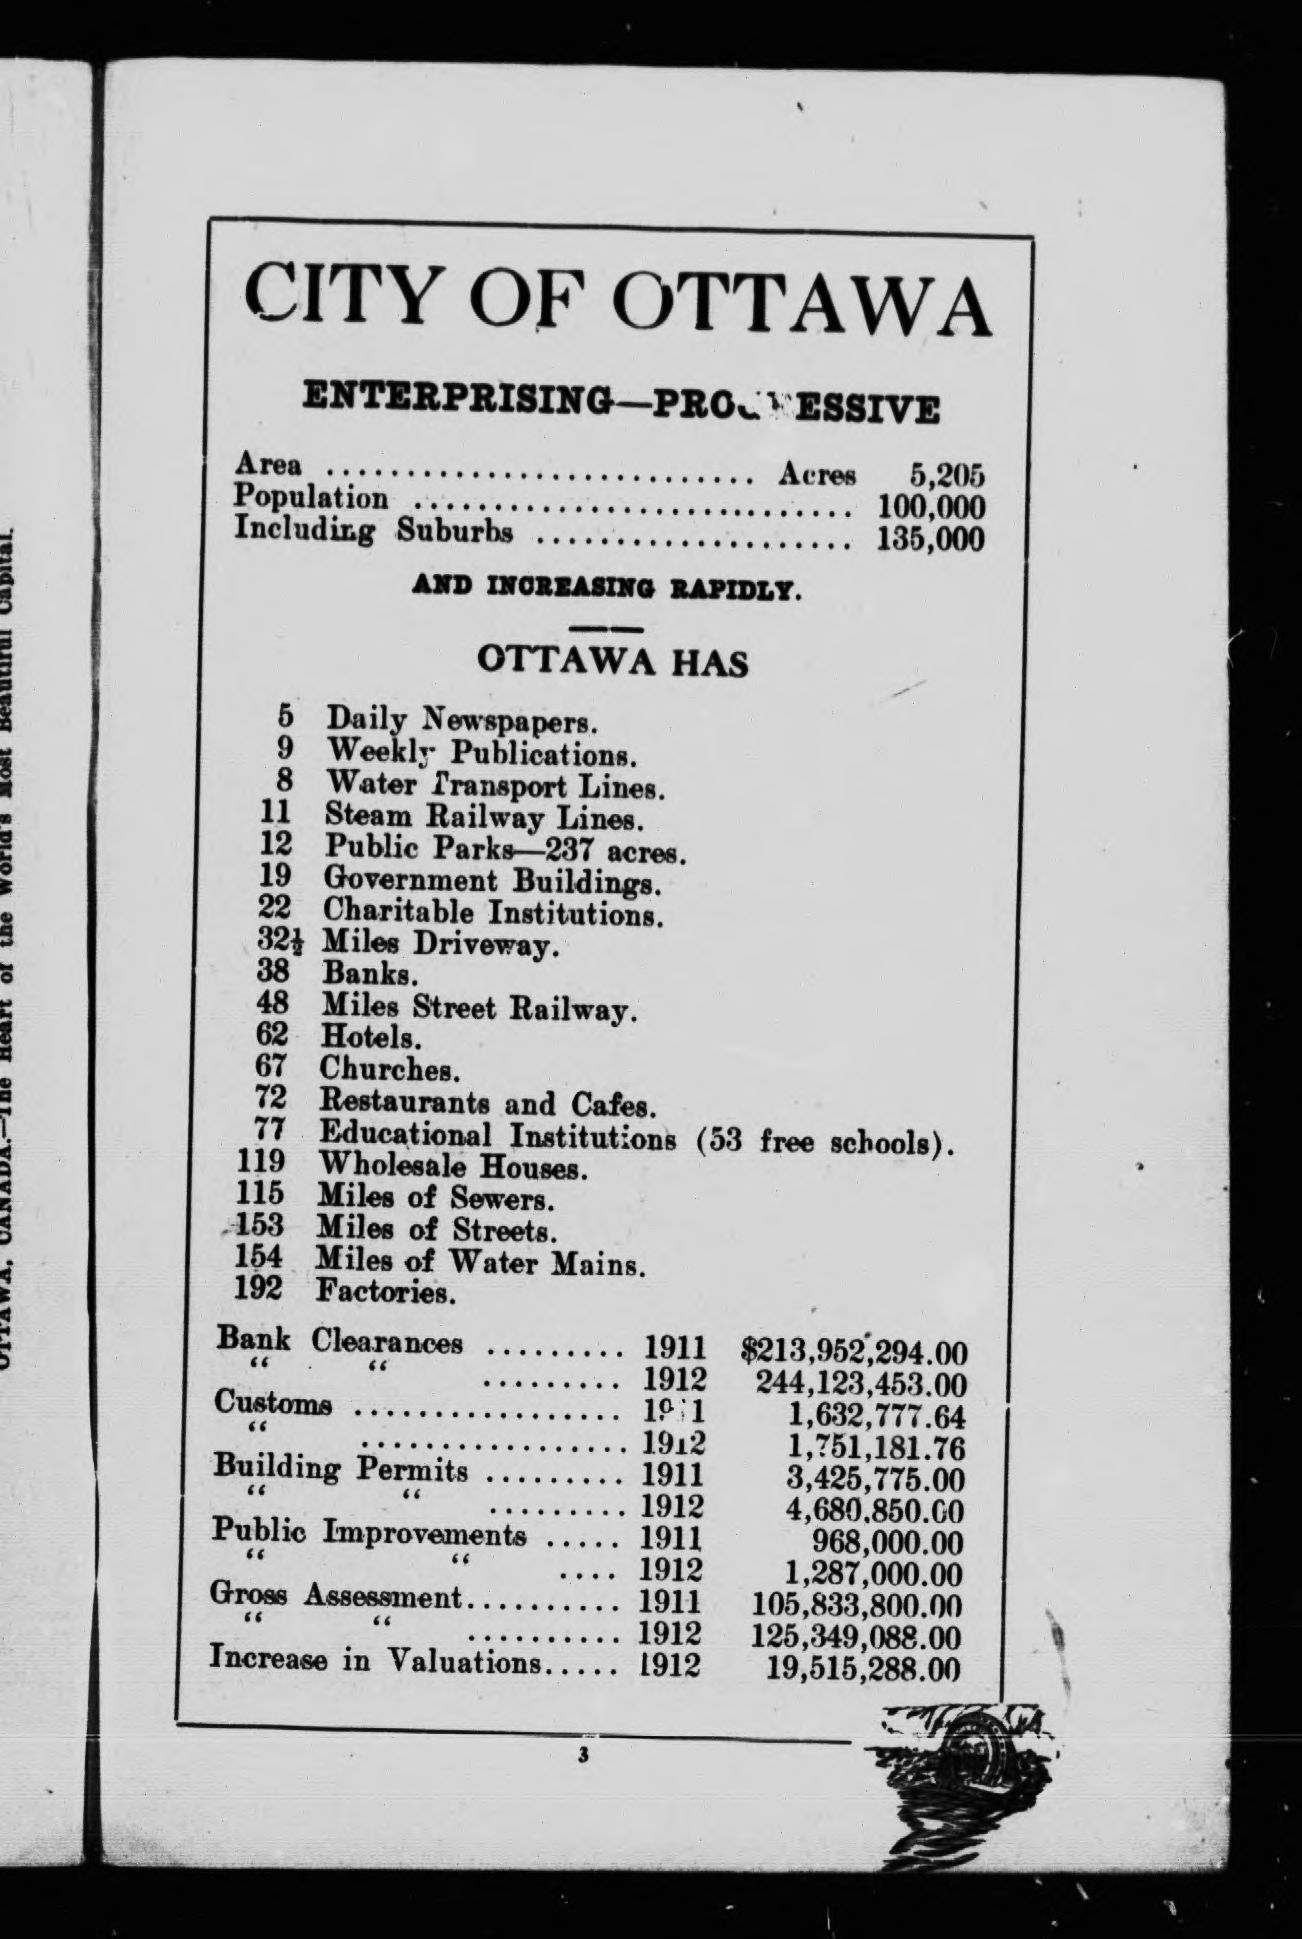 OTTAWA, CANADA.—The Heart of the World's Most Beautiful Capital.
CITY OF OTTAWA
ENTERPRISING—PROGRESSIVE
Area ........................... Acres 5,205
Population ............................ 100,000
Including Suburbs .................... 135,000
AND INCREASING RAPIDLY.
OTTAWA HAS
5 Daily Newspapers.
9 Weekly Publications.
8 Water Transport Lines.
11 Steam Railway Lines.
12 Public Parks—237 acres.
19 Government Buildings.
22 Charitable Institutions.
32½ Miles Driveway.
38 Banks.
48 Miles Street Railway.
62 Hotels.
67 Churches.
72 Restaurants and Cafes.
77 Educational Institutions (53 free schools).
119 Wholesale Houses.
115 Miles of Sewers.
153 Miles of Streets.
154 Miles of Water Mains.
192 Factories.
Bank Clearances ......... 1911 $213,952,294.00
“ “ ......... 1912 244,123,453.00
Customs ................. 1911 1,632,777.64
“ ................. 1912 1,751,181.76
Building Permits ......... 1911 3,425,775.00
“ “ ......... 1912 4,680,850.00
Public Improvements ..... 1911 968,000.00
“ “ .... 1912 1,287,000.00
Gross Assessment.......... 1911 105,833,800.00
“ “ .......... 1912 125,349,088.00
Increase in Valuations..... 1912 19,515,288.00
3